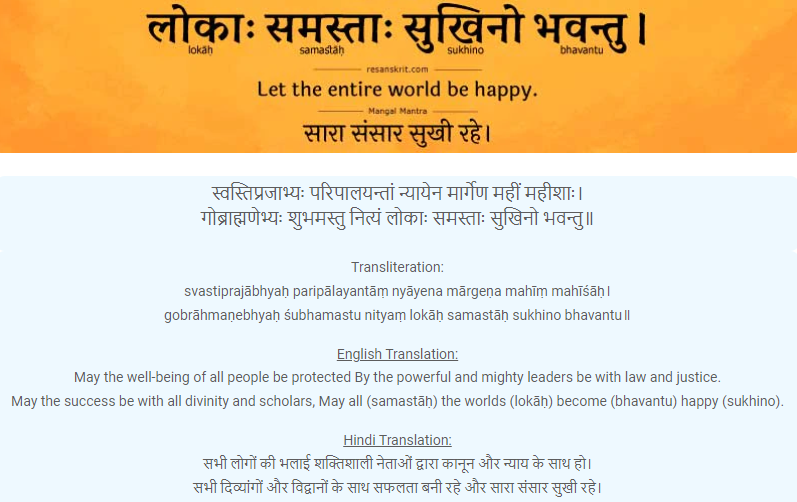 लोकाः समस्ताः सुखिनो भवन्तु।
lokāḥ samastāḥ sukhino bhavantu
resanskrit.com
Let the entire world be happy.
Mangal Mantra
सारा संसार सुखी रहे।
स्वस्तिप्रजाभ्यः परिपालयन्तां न्यायेन मार्गेण महीं महीशाः।
गोब्राह्मणेभ्यः शुभमस्तु नित्यं लोकाः समस्ताः सुखिनो भवन्तु॥
Transliteration:
svastiprajābhyaḥ paripālayantāṃ nyāyena mārgeṇa mahīṃ mahīśāḥ।
gobrāhmaṇebhyaḥ śubhamastu nityaṃ lokāḥ samastāḥ sukhino bhavantu॥
English Translation:
May the well-being of all people be protected By the powerful and mighty leaders be with law and justice.
May the success be with all divinity and scholars, May all (samastāḥ) the worlds (lokāḥ) become (bhavantu) happy (sukhino).
Hindi Translation:
सभी लोगों की भलाई शक्तिशाली नेताओं द्वारा कानून और न्याय के साथ हो।
सभी दिव्यांगों और विद्वानों के साथ सफलता बनी रहे और सारा संसार सुखी रहे।